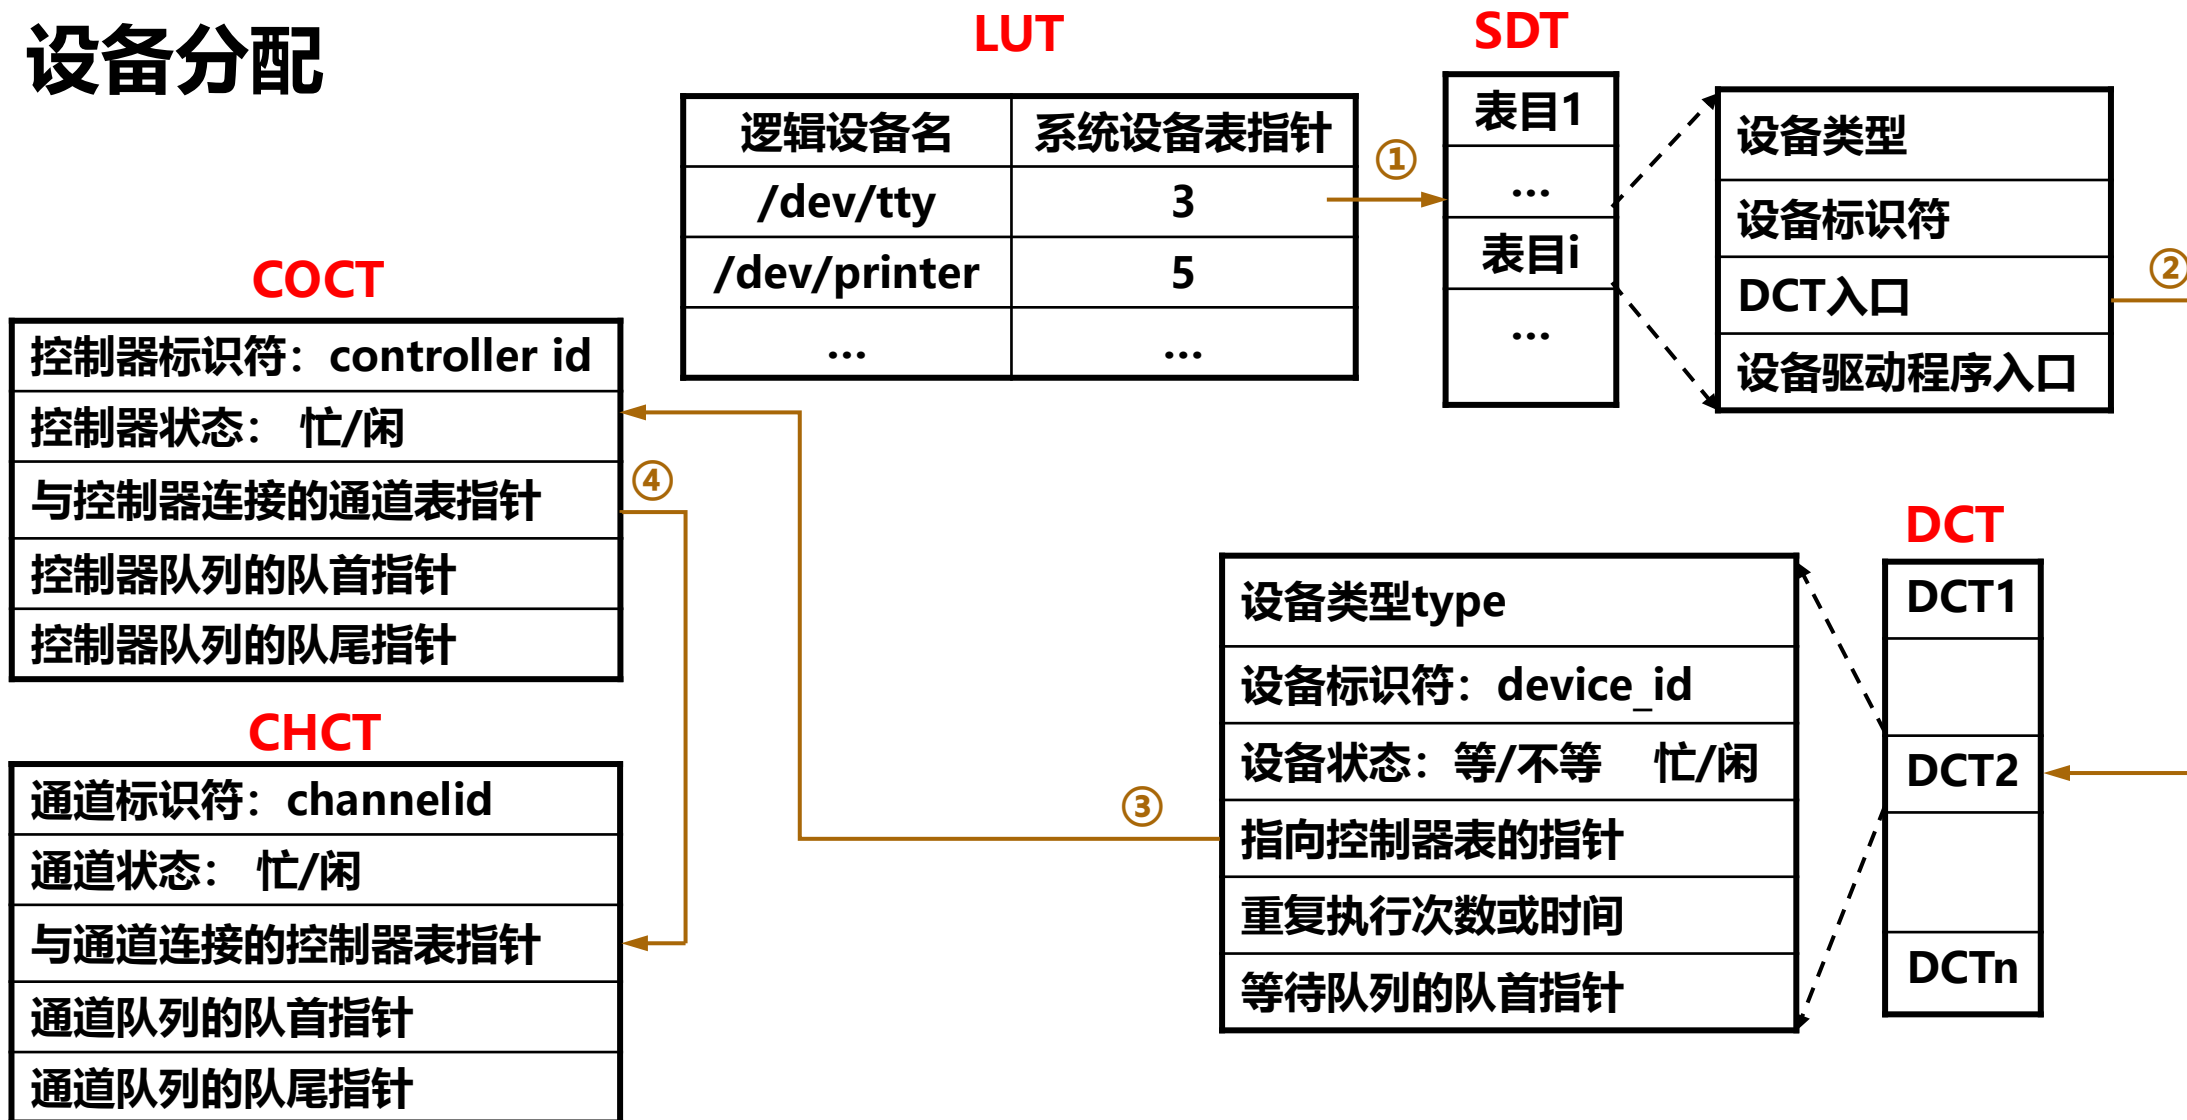 设备分配
LUT
逻辑设备名 系统设备表指针
/dev/tty 3
/dev/printer 5
... ...
①
SDT
表目1
...
表目i
...
设备类型
设备标识符
DCT入口
设备驱动程序入口
②
DCT
DCT1
DCT2
DCTn
设备类型type
设备标识符：device_id
设备状态：等/不等 忙/闲
指向控制器表的指针
重复执行次数或时间
等待队列的队首指针
③
COCT
控制器标识符：controller id
控制器状态： 忙/闲
与控制器连接的通道表指针
控制器队列的队首指针
控制器队列的队尾指针
④
CHCT
通道标识符：channelid
通道状态： 忙/闲
与通道连接的控制器表指针
通道队列的队首指针
通道队列的队尾指针